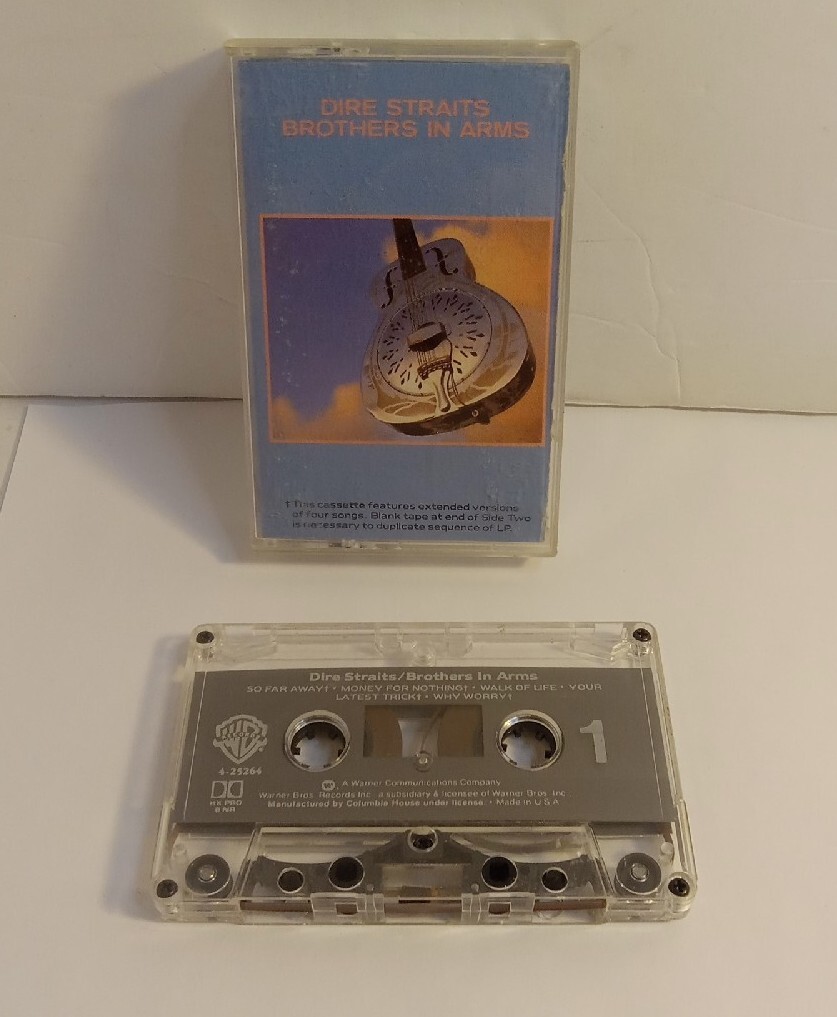 DIRE STRAITS
BROTHERS IN ARMS
† This cassette features extended versions
of four songs. Blank tape at end of Side Two
is necessary to duplicate sequence of LP.
Dire Straits/Brothers In Arms
SO FAR AWAY† • MONEY FOR NOTHING† • WALK OF LIFE • YOUR
LATEST TRICK† • WHY WORRY†
1
4-25264
HX PRO
B NR
A Warner Communications Company
Warner Bros. Records Inc., a subsidiary & licensee of Warner Bros. Inc.
Manufactured by Columbia House under license. • Made in U.S.A.